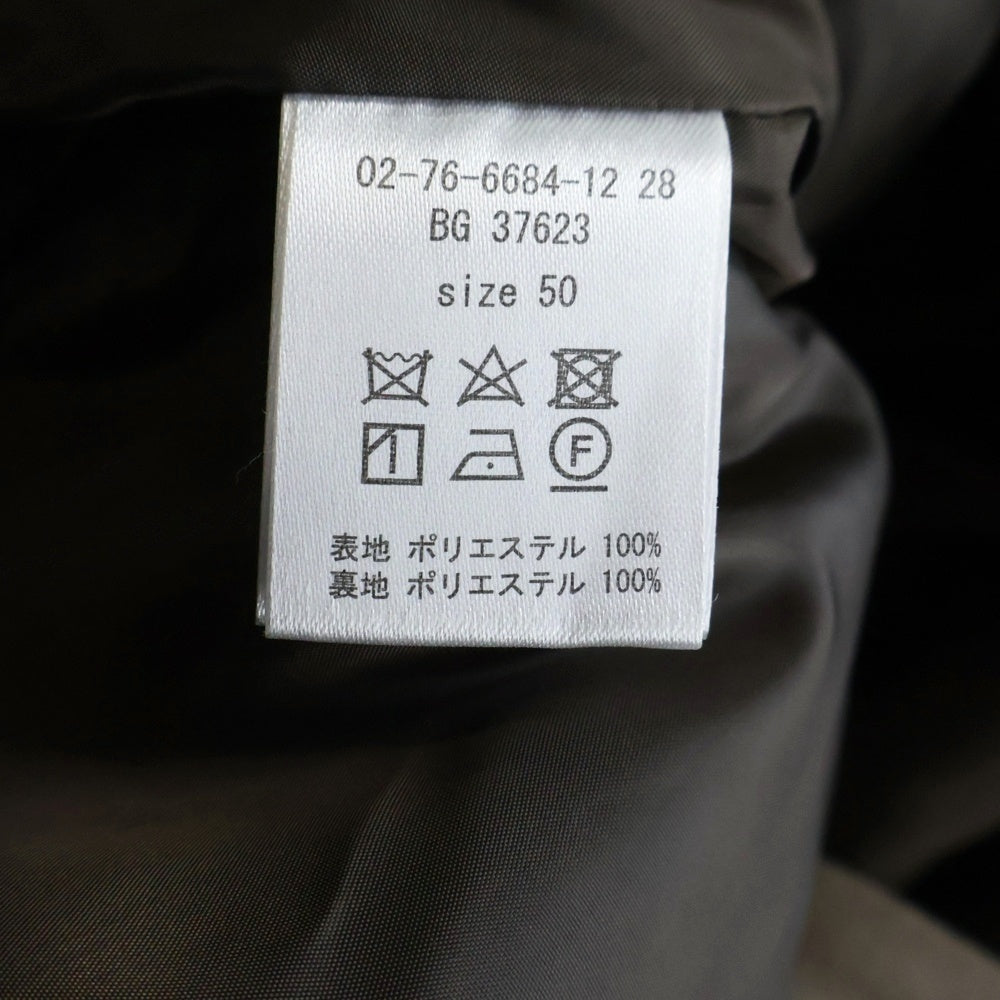 02-76-6684-12 28
BG 37623
size 50
F
表地 ポリエステル 100%
裏地 ポリエステル 100%